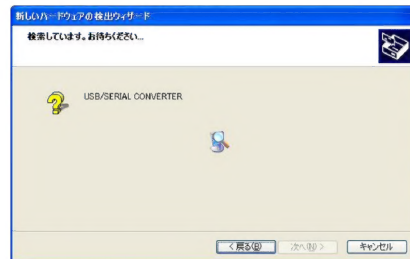 新しいハードウェアの検出ウィザード
検索しています。お待ちください...
USB/SERIAL CONVERTER
< 戻る(B)
次へ(N) >
キャンセル